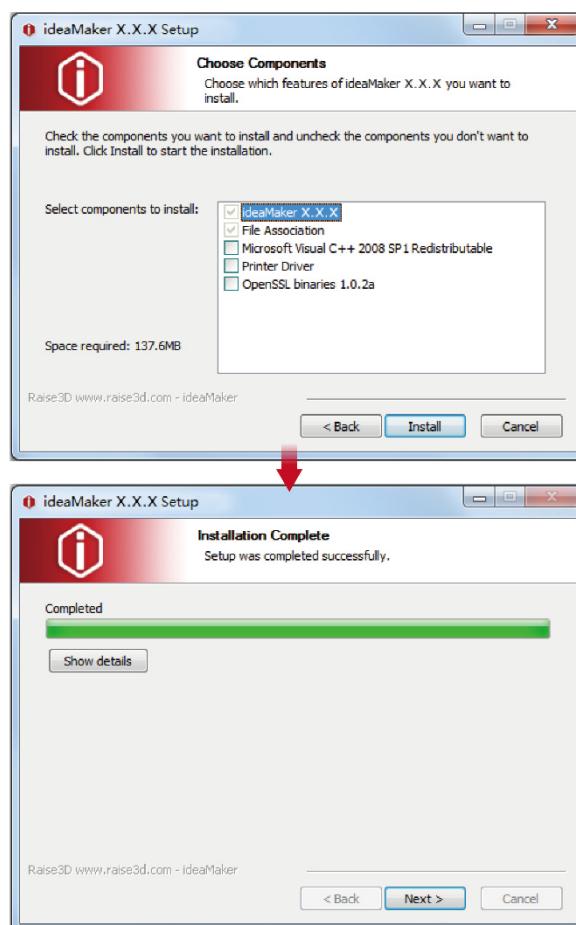 ideaMaker X.X.X Setup
Choose Components
Choose which features of ideaMaker X.X.X you want to
install.
Check the components you want to install and uncheck the components you don't want to
install. Click Install to start the installation.
Select components to install:
ideaMaker X.X.X
File Association
Microsoft Visual C++ 2008 SP1 Redistributable
Printer Driver
OpenSSL binaries 1.0.2a
Space required: 137.6MB
Raise3D www.raise3d.com - ideaMaker
< Back Install Cancel
ideaMaker X.X.X Setup
Installation Complete
Setup was completed successfully.
Completed
Show details
Raise3D www.raise3d.com - ideaMaker
< Back Next > Cancel